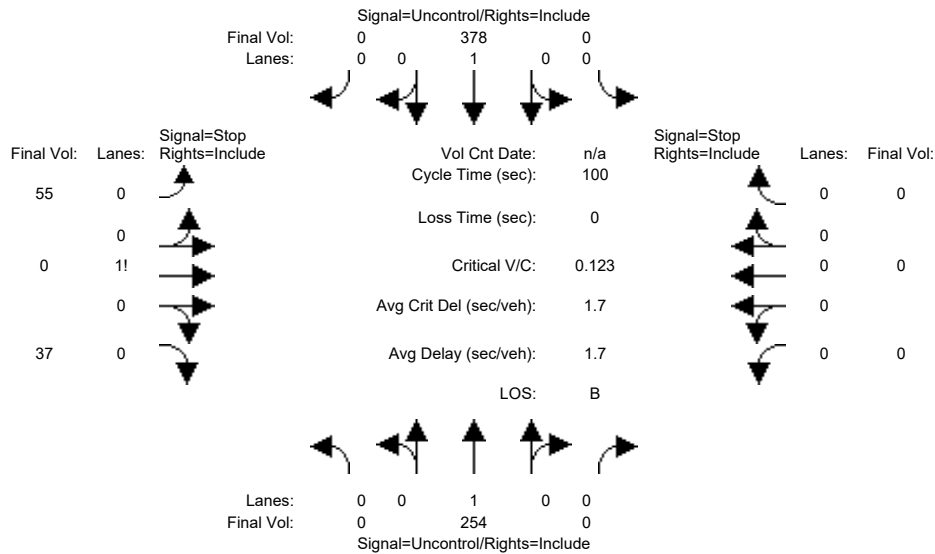 Signal=Uncontrol/Rights=Include
Final Vol: 0 378 0
Lanes: 0 0 1 0 0
Signal=Stop Signal=Stop
Final Vol: Lanes: Rights=Include Vol Cnt Date: n/a Rights=Include Lanes: Final Vol:
Cycle Time (sec): 100
55 0 0 0
Loss Time (sec): 0
0 0
0 1! Critical V/C: 0.123 0 0
0 Avg Crit Del (sec/veh): 1.7 0
37 0 Avg Delay (sec/veh): 1.7 0 0
LOS: B
Lanes: 0 0 1 0 0
Final Vol: 0 254 0
Signal=Uncontrol/Rights=Include